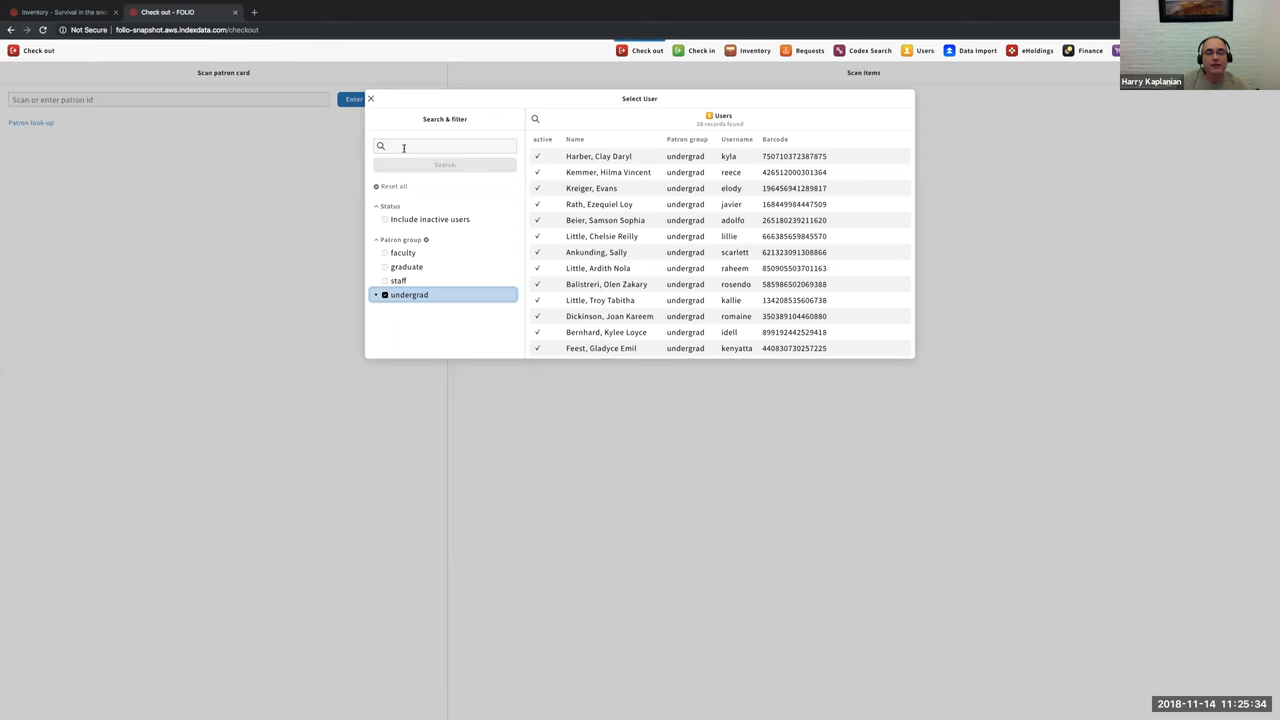 Inventory - Survival in the sno
Check out - FOLIO
Not Secure folio-snapshot.aws.indexdata.com/checkout
Check out
Check out Check in Inventory Requests Codex Search Users Data Import eHoldings Finance
Harry Kaplanian
Scan patron card
Scan items
Scan or enter patron id Enter
Patron look-up
Select User
Search & filter
Search
Reset all
Status
Include inactive users
Patron group
faculty
graduate
staff
undergrad
Users
18 records found
active Name Patron group Username Barcode
✓ Harber, Clay Daryl undergrad kyla 750710372387875
✓ Kemmer, Hilma Vincent undergrad reece 426512000301364
✓ Kreiger, Evans undergrad elody 196456941289817
✓ Rath, Ezequiel Loy undergrad javier 168449984447509
✓ Beier, Samson Sophia undergrad adolfo 265180239211620
✓ Little, Chelsie Reilly undergrad lillie 666385659845570
✓ Ankunding, Sally undergrad scarlett 621323091308866
✓ Little, Ardith Nola undergrad raheem 850905503701163
✓ Balistreri, Olen Zakary undergrad rosendo 585986502069388
✓ Little, Troy Tabitha undergrad kallie 134208535606738
✓ Dickinson, Joan Kareem undergrad romaine 350389104460880
✓ Bernhard, Kylee Loyce undergrad idell 899192442529418
✓ Feest, Gladyce Emil undergrad kenyatta 440830730257225
2018-11-14 11:25:34